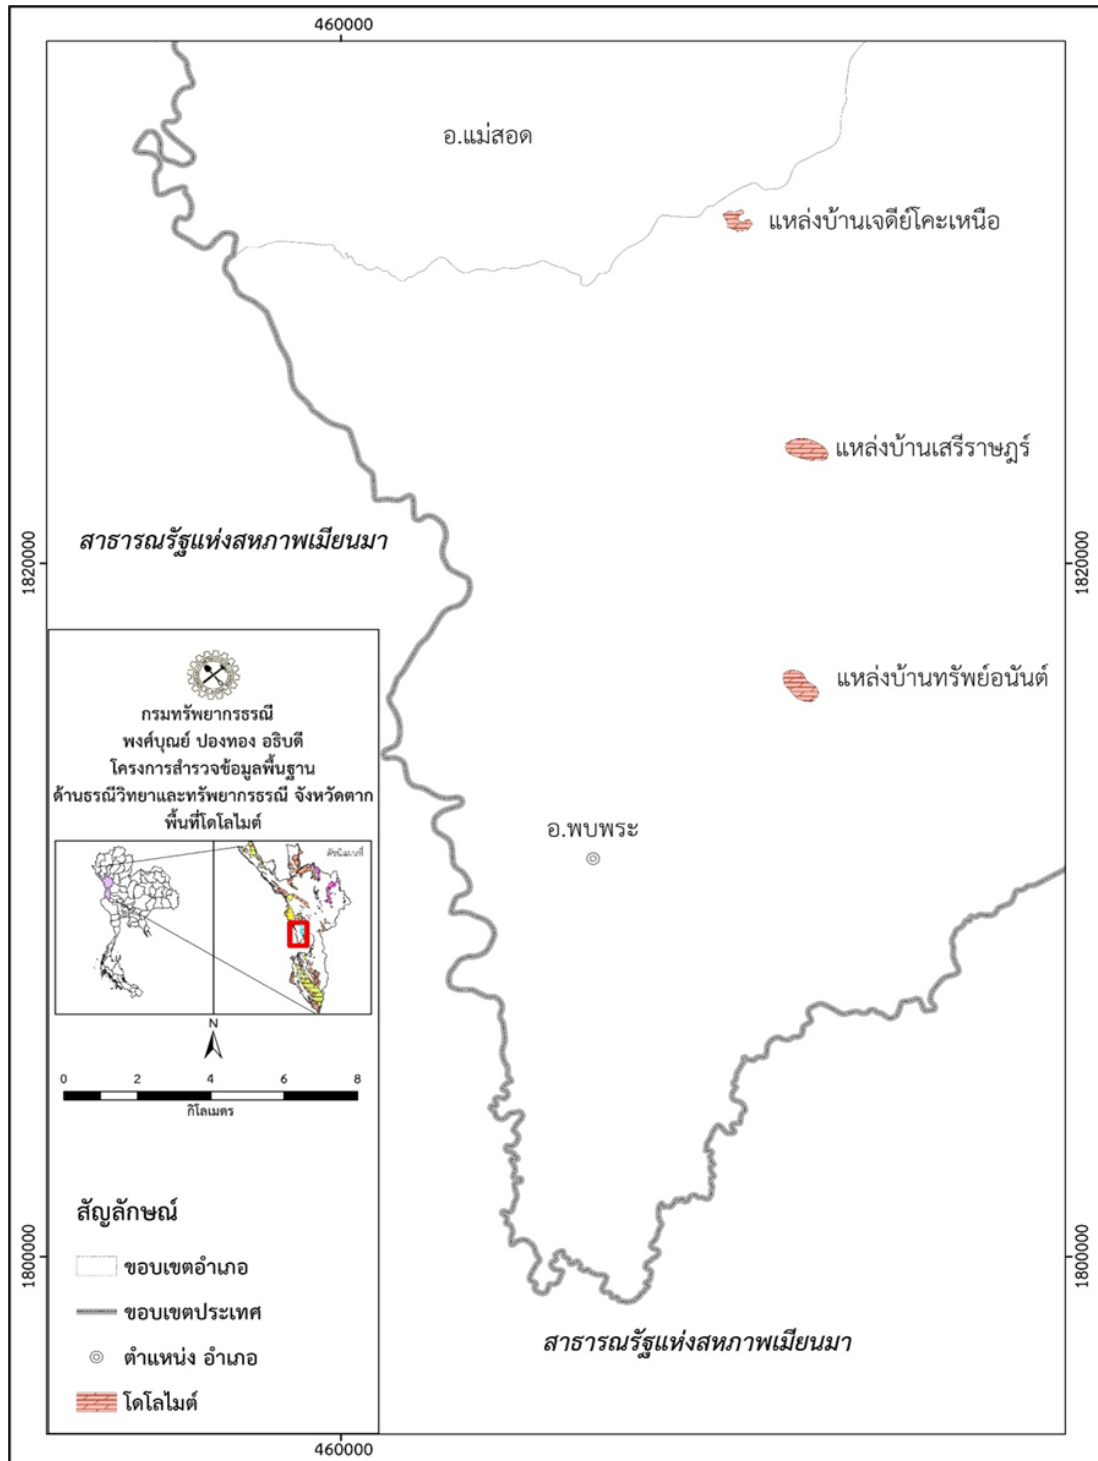 460000
อ.แม่สอด
แหล่งบ้านเจดีย์โคะเหนือ
แหล่งบ้านเสรีราษฎร์
สาธารณรัฐแห่งสหภาพเมียนมา
1820000
1820000
แหล่งบ้านทรัพย์อนันต์
กรมทรัพยากรธรณี
พงศ์บุณย์ ปองทอง อธิบดี
โครงการสำรวจข้อมูลพื้นฐาน
ด้านธรณีวิทยาและทรัพยากรธรณี จังหวัดตาก
พื้นที่โดโลไมต์
อ.พบพระ
ดัชนีแผนที่
N
0 2 4 6 8
กิโลเมตร
สัญลักษณ์
ขอบเขตอำเภอ
ขอบเขตประเทศ
ตำแหน่ง อำเภอ
โดโลไมต์
1800000
1800000
สาธารณรัฐแห่งสหภาพเมียนมา
460000